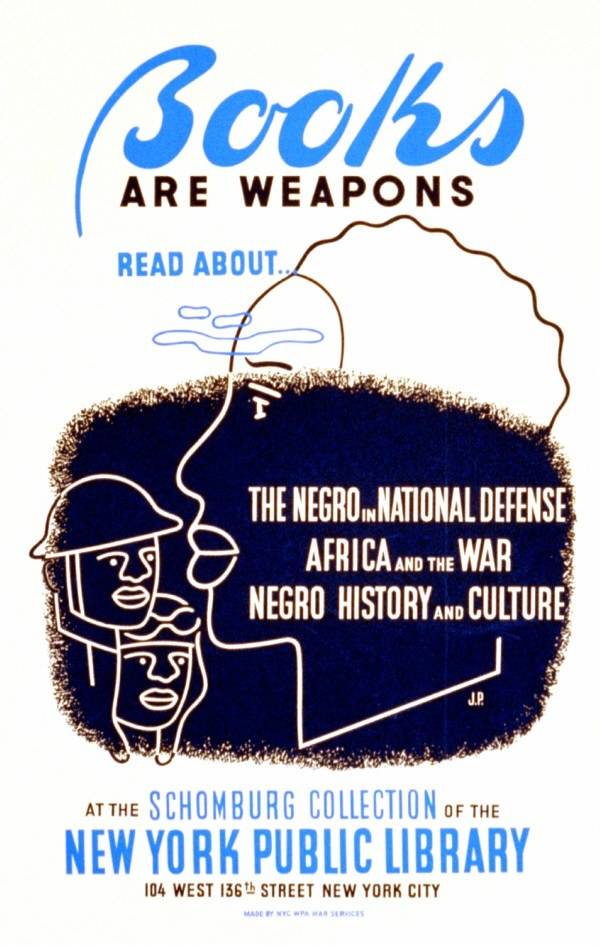 Books
ARE WEAPONS
READ ABOUT...
THE NEGRO IN NATIONAL DEFENSE
AFRICA AND THE WAR
NEGRO HISTORY AND CULTURE
J.P.
AT THE SCHOMBURG COLLECTION OF THE
NEW YORK PUBLIC LIBRARY
104 WEST 136th STREET NEW YORK CITY
MADE BY NYC WPA WAR SERVICES